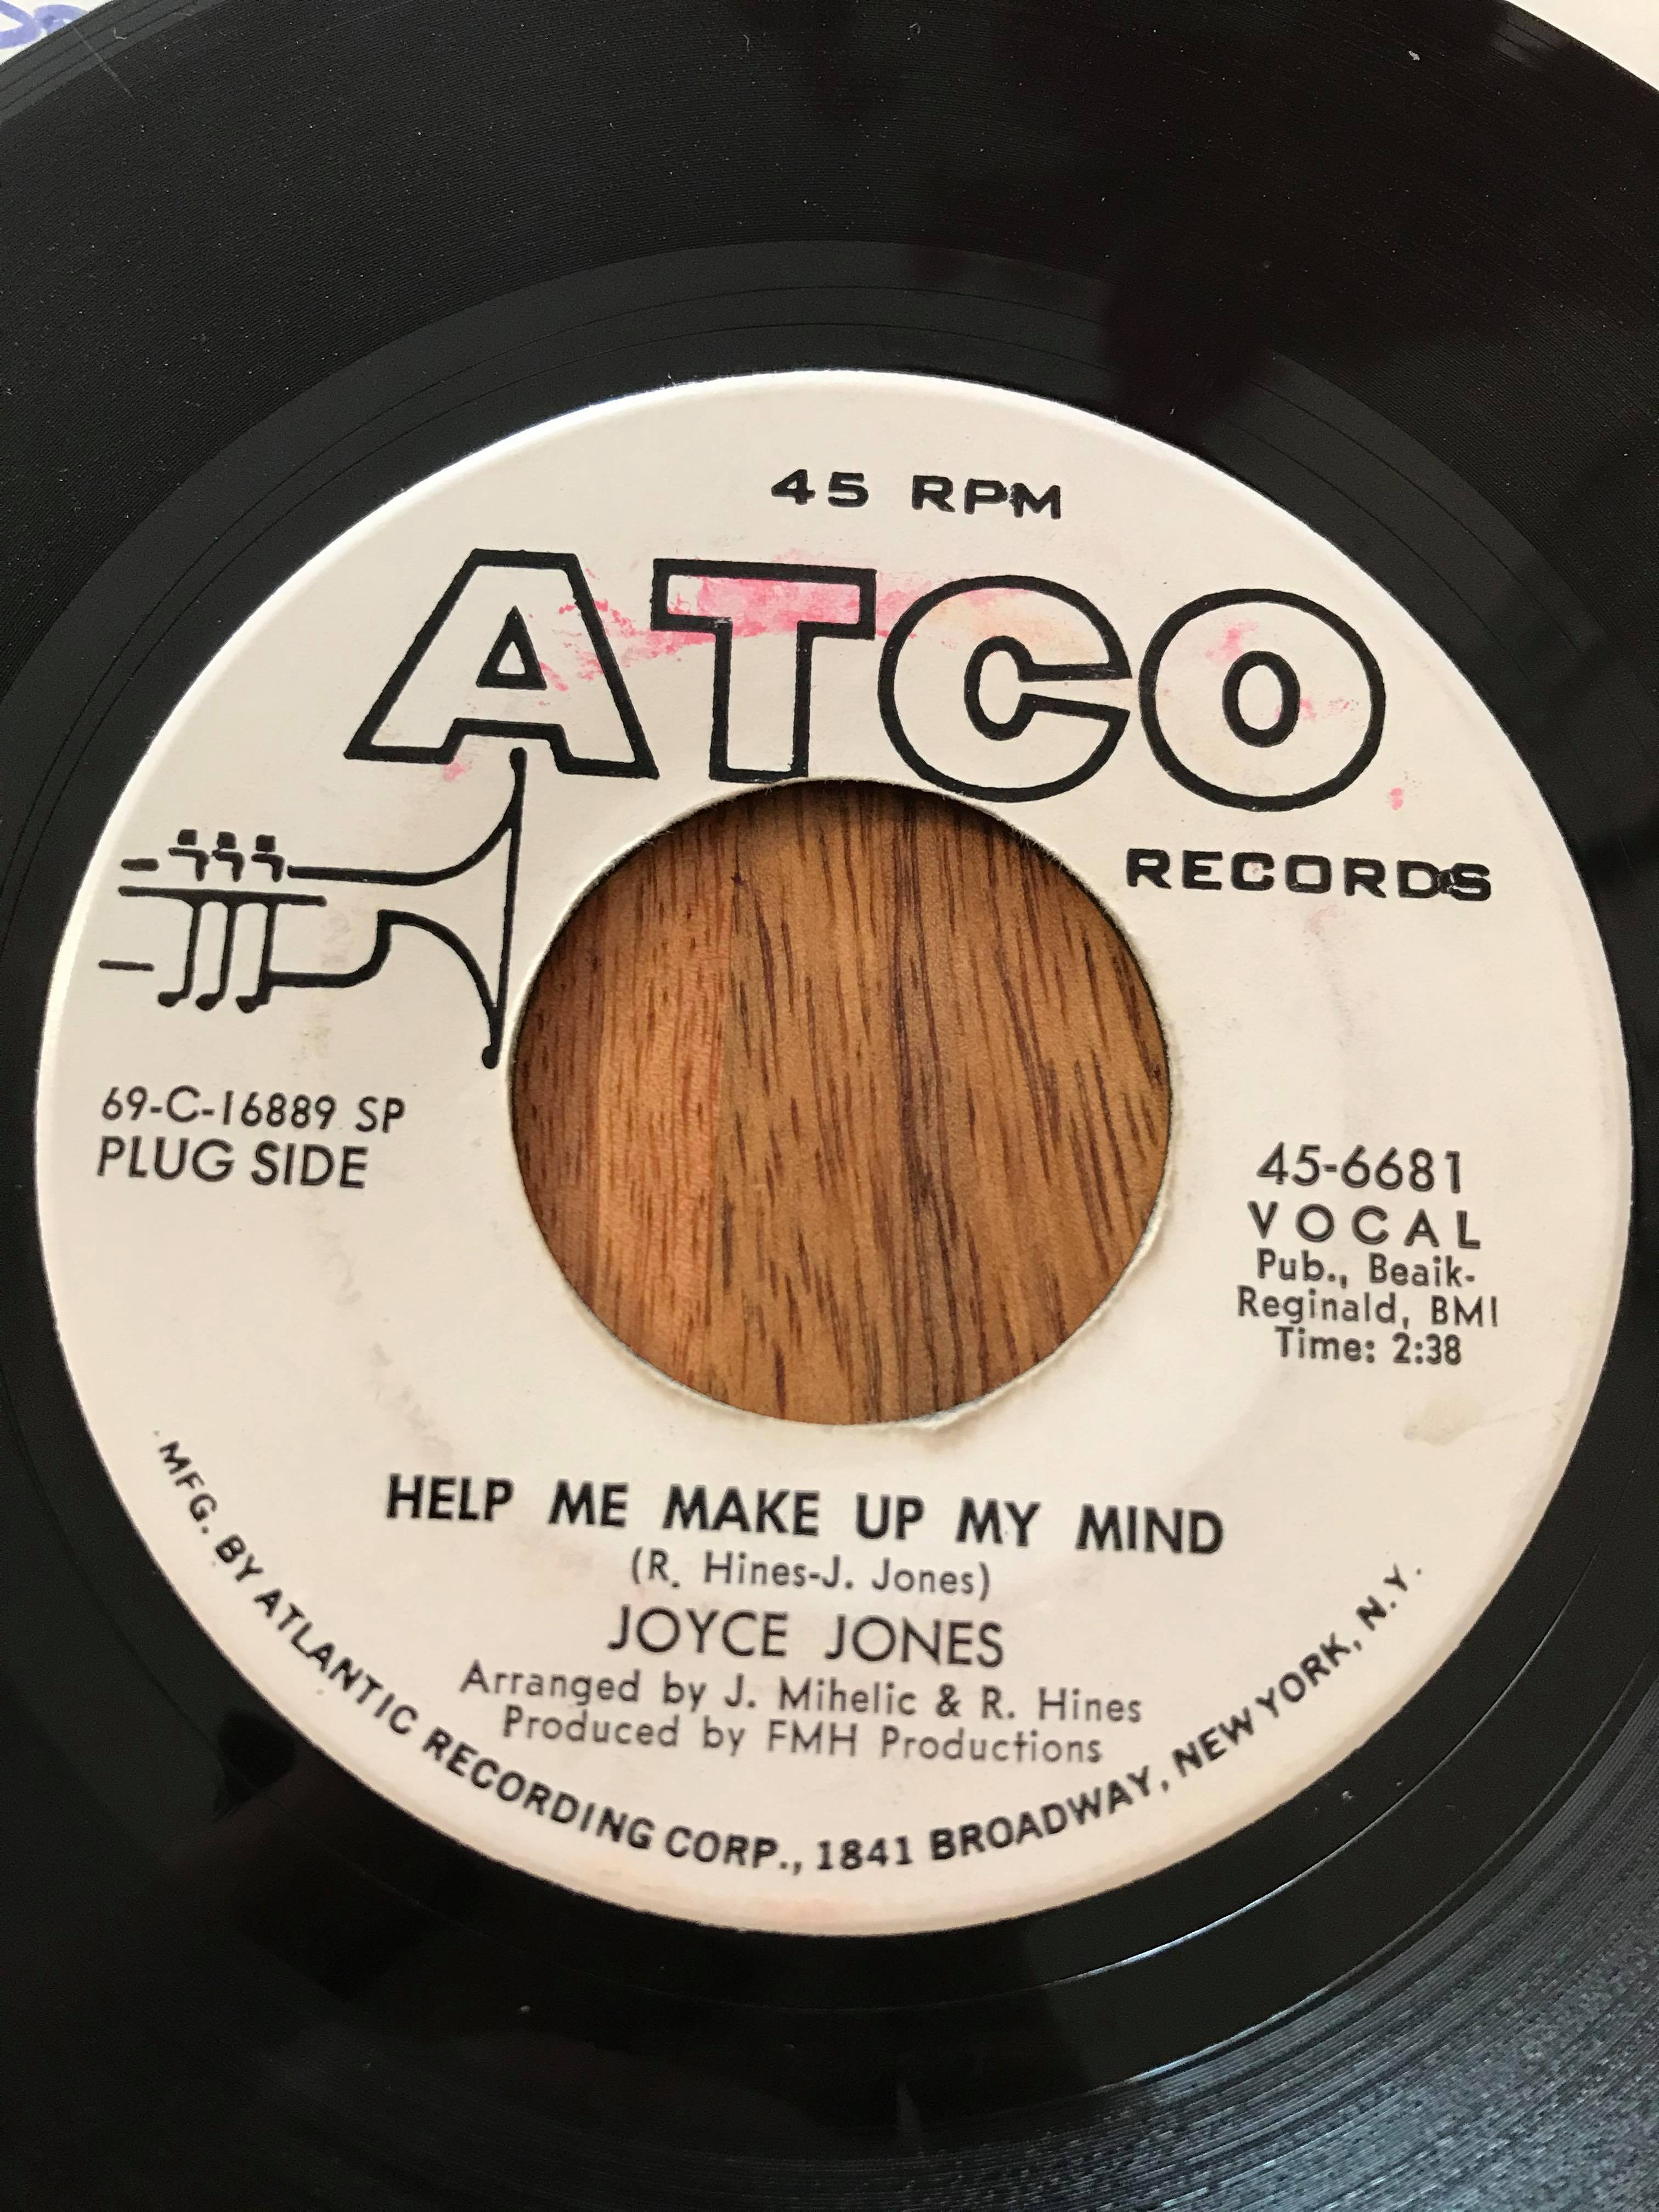 45 RPM
ATCO
RECORDS
69-C-16889 SP
PLUG SIDE
45-6681
VOCAL
Pub., Beaik-
Reginald, BMI
Time: 2:38
HELP ME MAKE UP MY MIND
(R. Hines-J. Jones)
JOYCE JONES
Arranged by J. Mihelic & R. Hines
Produced by FMH Productions
MFG. BY ATLANTIC RECORDING CORP., 1841 BROADWAY, NEW YORK, N.Y.